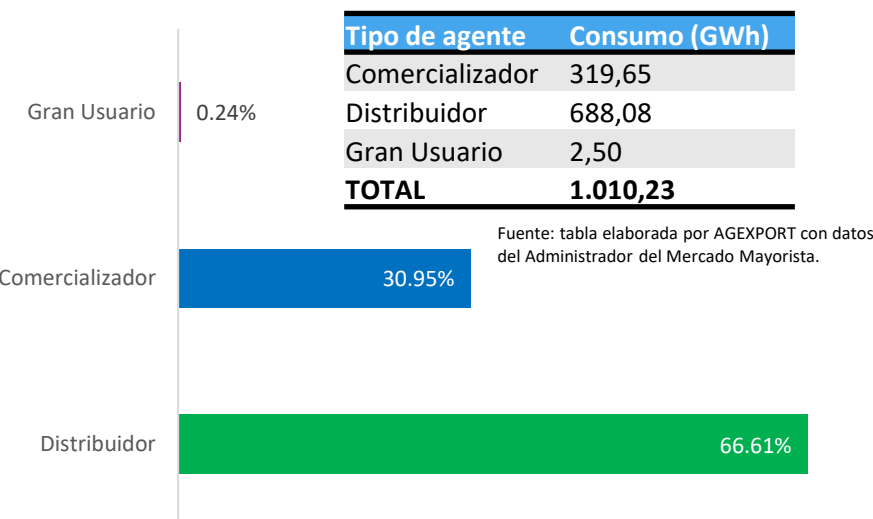 Tipo de agente Consumo (GWh)
Comercializador 319,65
Distribuidor 688,08
Gran Usuario 2,50
TOTAL 1.010,23
Fuente: tabla elaborada por AGEXPORT con datos
del Administrador del Mercado Mayorista.
Gran Usuario 0.24%
Comercializador 30.95%
Distribuidor 66.61%